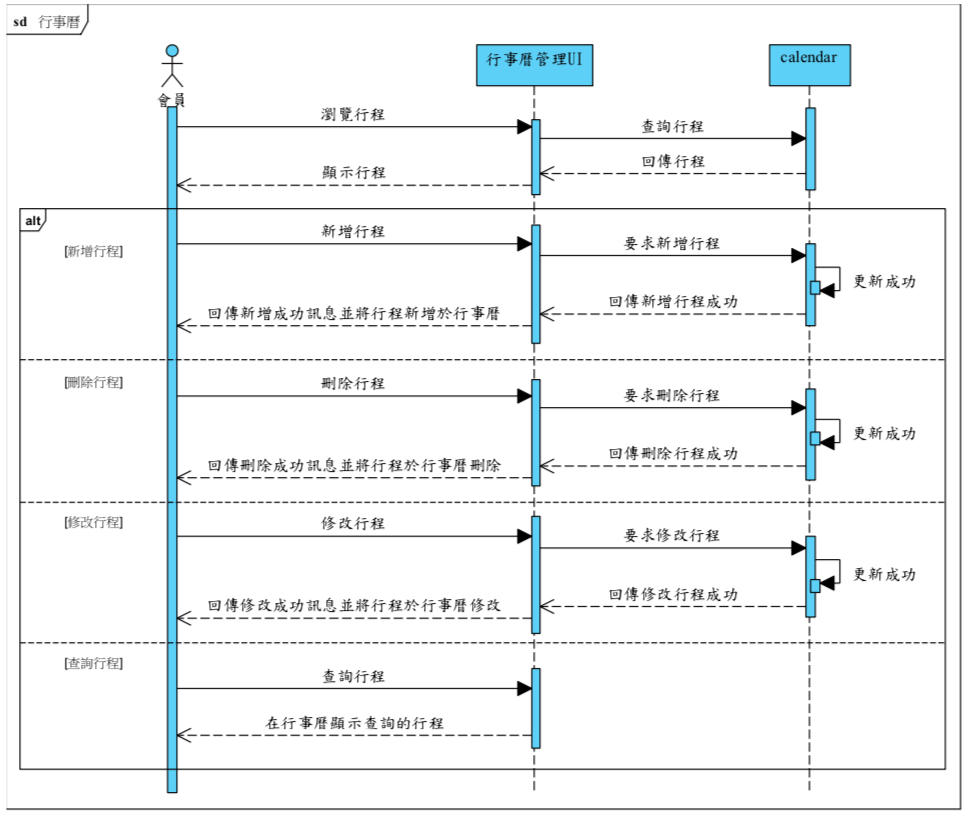 sd 行事曆
會員
行事曆管理UI
calendar
瀏覽行程
查詢行程
回傳行程
顯示行程
alt
[新增行程]
新增行程
要求新增行程
更新成功
回傳新增行程成功
回傳新增成功訊息並將行程新增於行事曆
[刪除行程]
刪除行程
要求刪除行程
更新成功
回傳刪除行程成功
回傳刪除成功訊息並將行程於行事曆刪除
[修改行程]
修改行程
要求修改行程
更新成功
回傳修改行程成功
回傳修改成功訊息並將行程於行事曆修改
[查詢行程]
查詢行程
在行事曆顯示查詢的行程